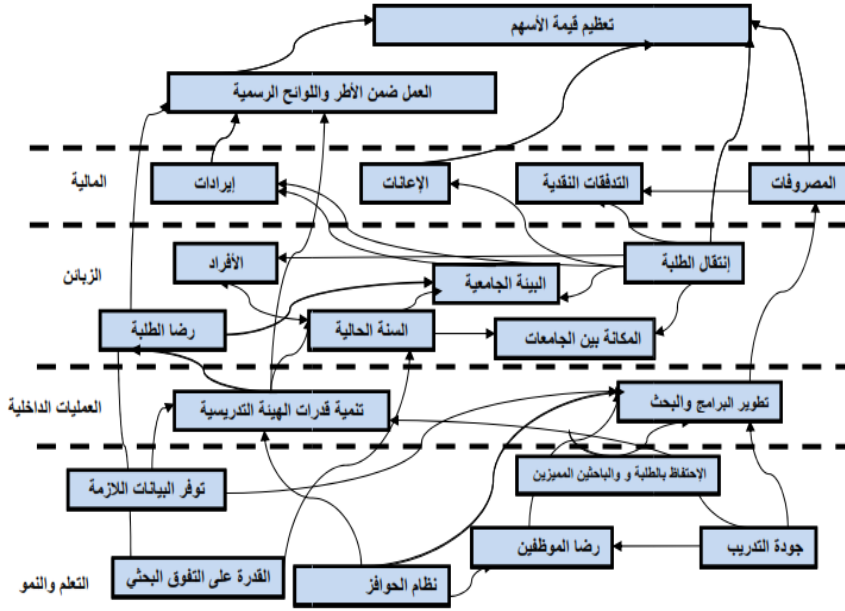 تعظيم قيمة الأسهم
العمل ضمن الأطر واللوائح الرسمية
المالية
المصروفات
التدفقات النقدية
الإعانات
إيرادات
الزبائن
إنتقال الطلبة
الأفراد
البيئة الجامعية
رضا الطلبة
السنة الحالية
المكانة بين الجامعات
العمليات الداخلية
تطوير البرامج والبحث
تنمية قدرات الهيئة التدريسية
الإحتفاظ بالطلبة و والباحثين المميزين
توفر البيانات اللازمة
جودة التدريب
رضا الموظفين
القدرة على التفوق البحثي
نظام الحوافز
التعلم والنمو